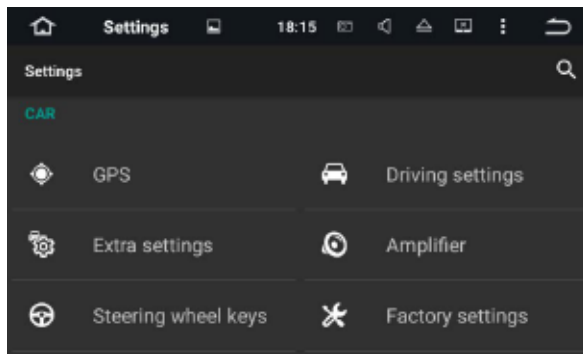 Settings 18:15
Settings
CAR
GPS Driving settings
Extra settings Amplifier
Steering wheel keys Factory settings